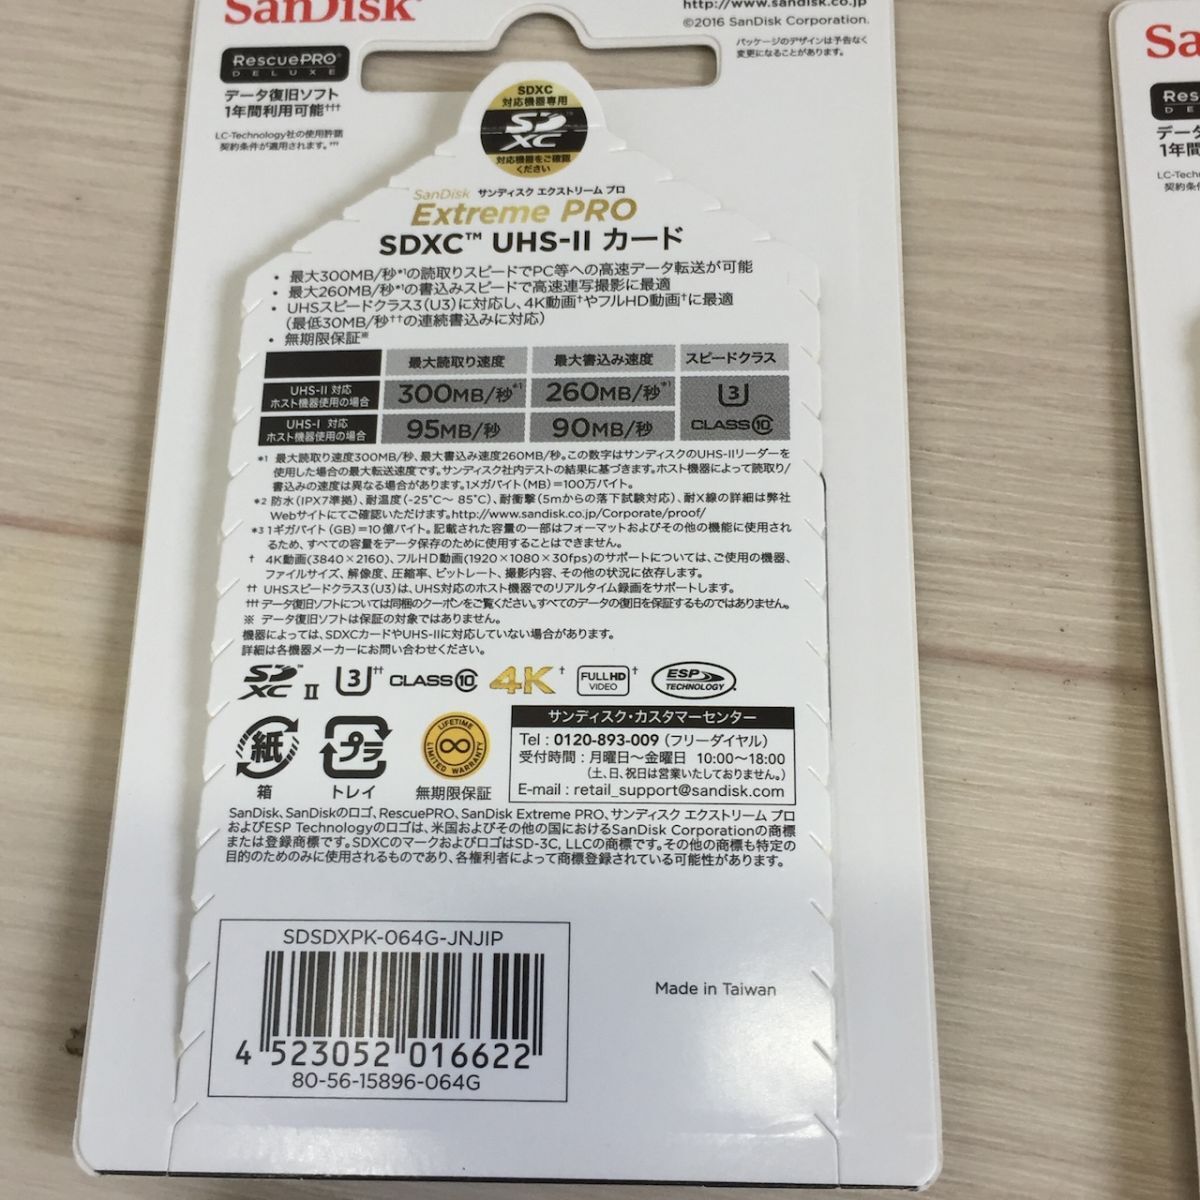 SanDisk®
http://www.sandisk.co.jp
©2016 SanDisk Corporation.
パッケージのデザインは予告なく
変更になることがあります。
RescuePRO®
DELUXE
データ復旧ソフト
1年間利用可能†††
LC-Technology社の使用許諾
契約条件が適用されます。†††
SDXC
対応機器専用
SD XC
対応機器をご確認
ください
SanDisk サンディスク エクストリーム プロ
Extreme PRO
SDXC™ UHS-II カード
・最大300MB/秒*1の読取りスピードでPC等への高速データ転送が可能
・最大260MB/秒*1の書込みスピードで高速連写撮影に最適
・UHSスピードクラス3(U3)に対応し、4K動画†やフルHD動画†に最適
(最低30MB/秒††の連続書込みに対応)
・無期限保証※
最大読取り速度 最大書込み速度 スピードクラス
UHS-II 対応
ホスト機器使用の場合 300MB/秒*1 260MB/秒*1 3
UHS-I 対応
ホスト機器使用の場合 95MB/秒 90MB/秒 CLASS10
*1 最大読取り速度300MB/秒、最大書込み速度260MB/秒。この数字はサンディスクのUHS-IIリーダーを
使用した場合の最大転送速度です。サンディスク社内テストの結果に基づきます。ホスト機器によって読取り/
書込みの速度は異なる場合があります。1メガバイト(MB)=100万バイト。
*2 防水(IPX7準拠)、耐温度(-25°C〜 85°C)、耐衝撃(5mからの落下試験対応)、耐X線の詳細は弊社
Webサイトにてご確認いただけます。http://www.sandisk.co.jp/Corporate/proof/
*3 1ギガバイト(GB)=10億バイト。記載された容量の一部はフォーマットおよびその他の機能に使用され
るため、すべての容量をデータ保存のために使用することはできません。
† 4K動画(3840×2160)、フルHD動画(1920×1080×30fps)のサポートについては、ご使用の機器、
ファイルサイズ、解像度、圧縮率、ビットレート、撮影内容、その他の状況に依存します。
†† UHSスピードクラス3(U3)は、UHS対応のホスト機器でのリアルタイム録画をサポートします。
††† データ復旧ソフトについては同梱のクーポンをご覧ください。すべてのデータの復旧を保証するものではありません。
※ データ復旧ソフトは保証の対象ではありません。
機器によっては、SDXCカードやUHS-IIに対応していない場合があります。
詳細は各機器メーカーにお問い合わせください。
SD XC II 3†† CLASS10 4K† FULL HD VIDEO† ESP TECHNOLOGY
紙 プラ LIFETIME LIMITED WARRANTY
箱 トレイ 無期限保証
サンディスク・カスタマーセンター
Tel : 0120-893-009 (フリーダイヤル)
受付時間 : 月曜日〜金曜日 10:00〜18:00
(土、日、祝日は営業いたしておりません。)
E-mail : retail_support@sandisk.com
SanDisk、SanDiskのロゴ、RescuePRO、SanDisk Extreme PRO、サンディスク エクストリーム プロ
およびESP Technologyのロゴは、米国およびその他の国におけるSanDisk Corporationの商標
または登録商標です。SDXCのマークおよびロゴはSD-3C, LLCの商標です。その他の商標も特定の
目的のためのみに使用されるものであり、各権利者によって商標登録されている可能性があります。
SDSDXPK-064G-JNJIP
4 523052 016622
80-56-15896-064G
Made in Taiwan
Sa
Res
DE
データ
1年間
LC-Techn
契約条件